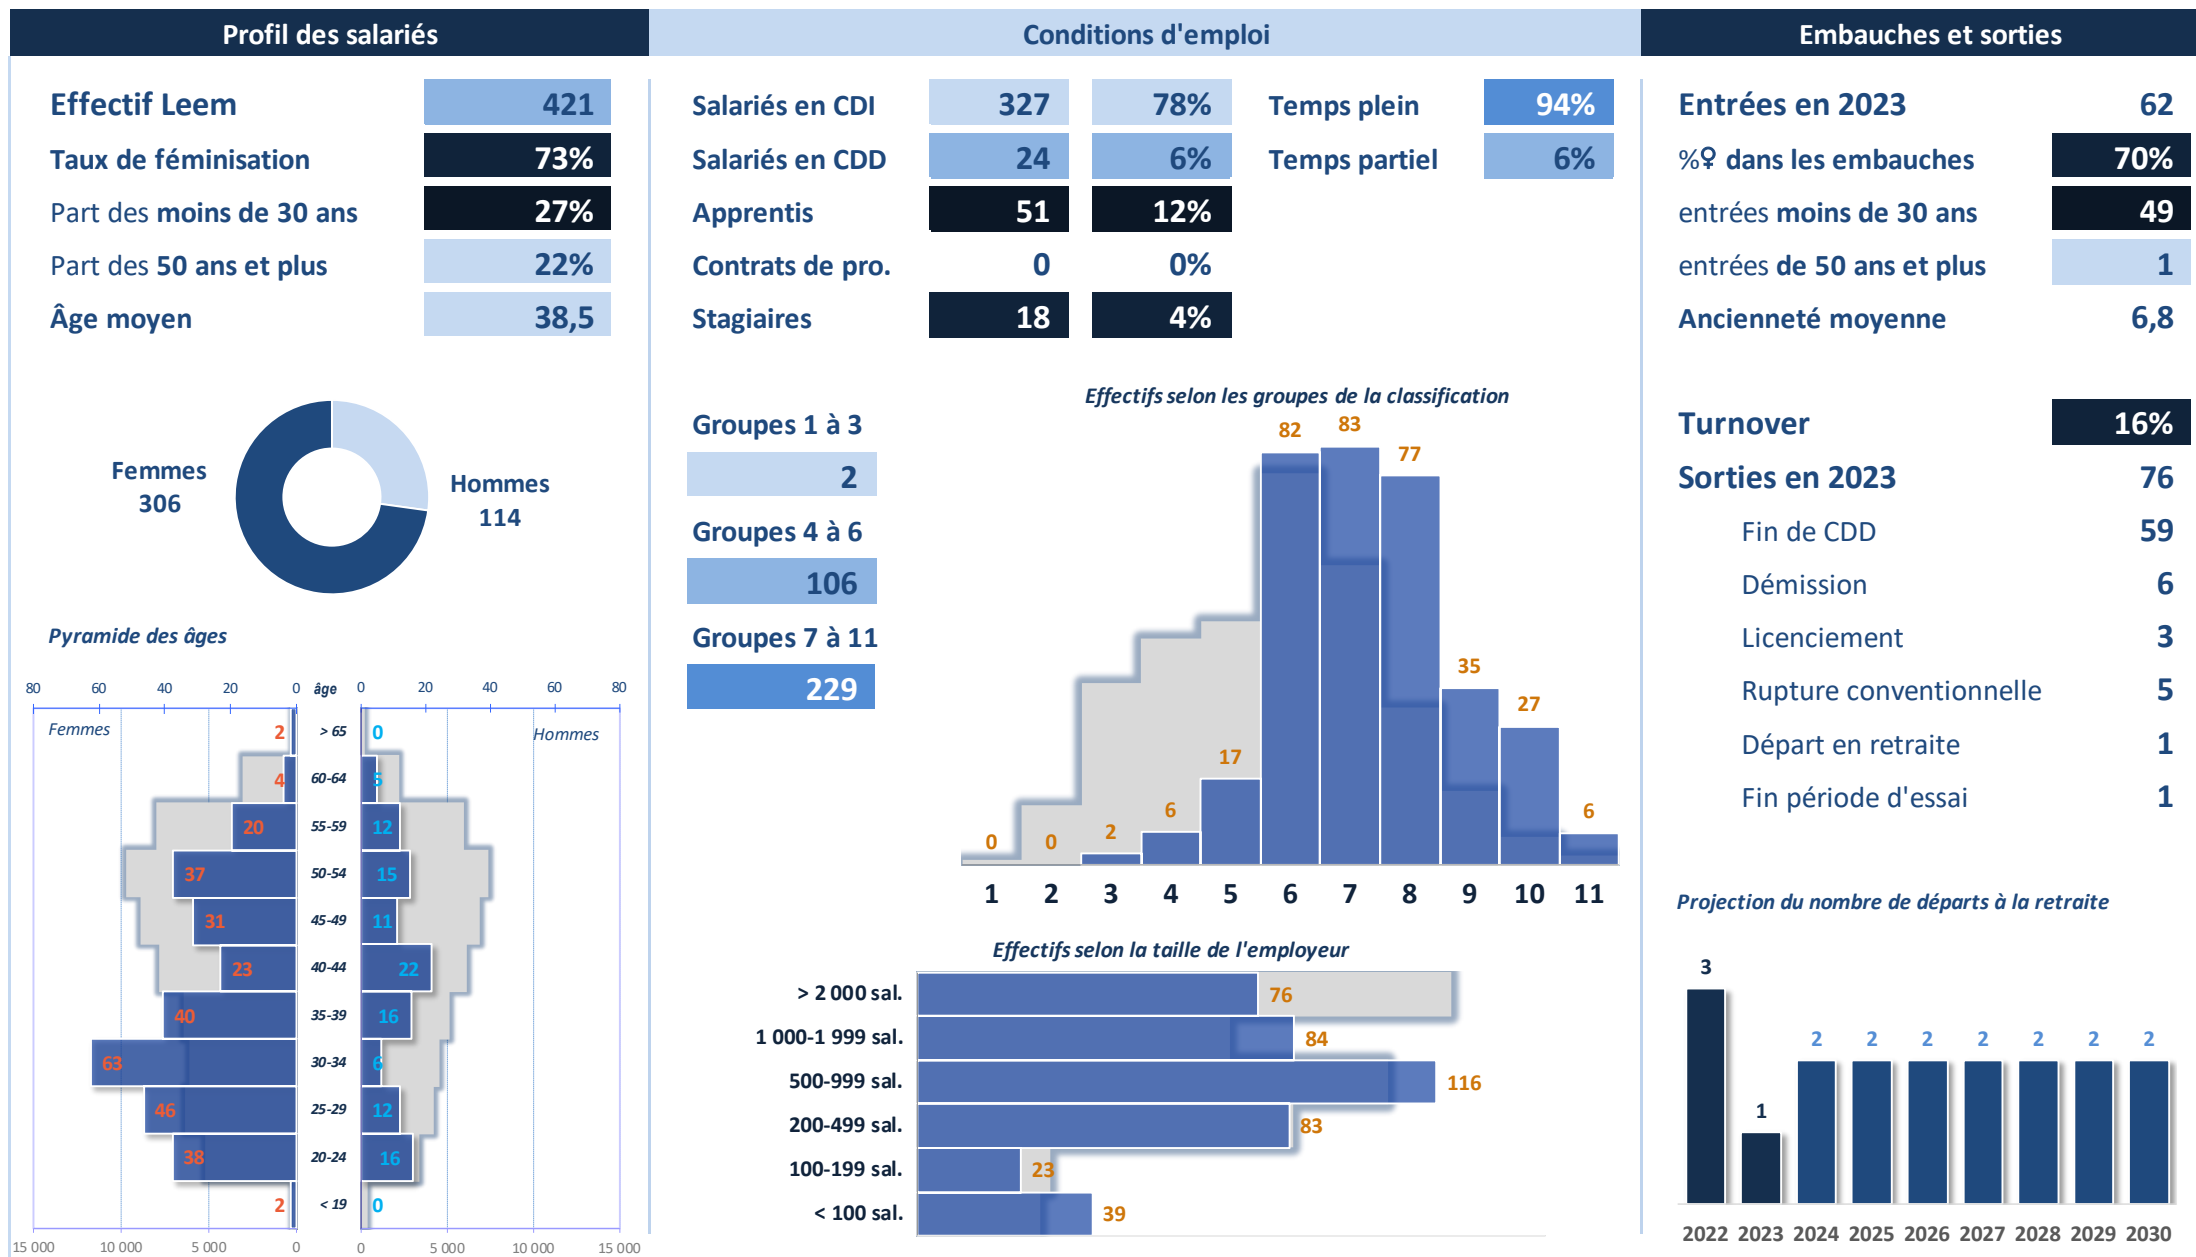 Profil des salariés
Effectif Leem 421
Taux de féminisation 73%
Part des moins de 30 ans 27%
Part des 50 ans et plus 22%
Âge moyen 38,5
Femmes
306
Hommes
114
Pyramide des âges
80 60 40 20 0 âge 0 20 40 60 80
Femmes Hommes
2 > 65 0
4 60-64 5
20 55-59 12
37 50-54 15
31 45-49 11
23 40-44 22
40 35-39 16
63 30-34 6
46 25-29 12
38 20-24 16
2 < 19 0
15 000 10 000 5 000 0 0 5 000 10 000 15 000
Conditions d'emploi
Salariés en CDI 327 78% Temps plein 94%
Salariés en CDD 24 6% Temps partiel 6%
Apprentis 51 12%
Contrats de pro. 0 0%
Stagiaires 18 4%
Groupes 1 à 3
2
Groupes 4 à 6
106
Groupes 7 à 11
229
Effectifs selon les groupes de la classification
0 0 2 6 17 82 83 77 35 27 6
1 2 3 4 5 6 7 8 9 10 11
Effectifs selon la taille de l'employeur
> 2 000 sal. 76
1 000-1 999 sal. 84
500-999 sal. 116
200-499 sal. 83
100-199 sal. 23
< 100 sal. 39
Embauches et sorties
Entrées en 2023 62
%♀ dans les embauches 70%
entrées moins de 30 ans 49
entrées de 50 ans et plus 1
Ancienneté moyenne 6,8
Turnover 16%
Sorties en 2023 76
Fin de CDD 59
Démission 6
Licenciement 3
Rupture conventionnelle 5
Départ en retraite 1
Fin période d'essai 1
Projection du nombre de départs à la retraite
3 1 2 2 2 2 2 2 2
2022 2023 2024 2025 2026 2027 2028 2029 2030